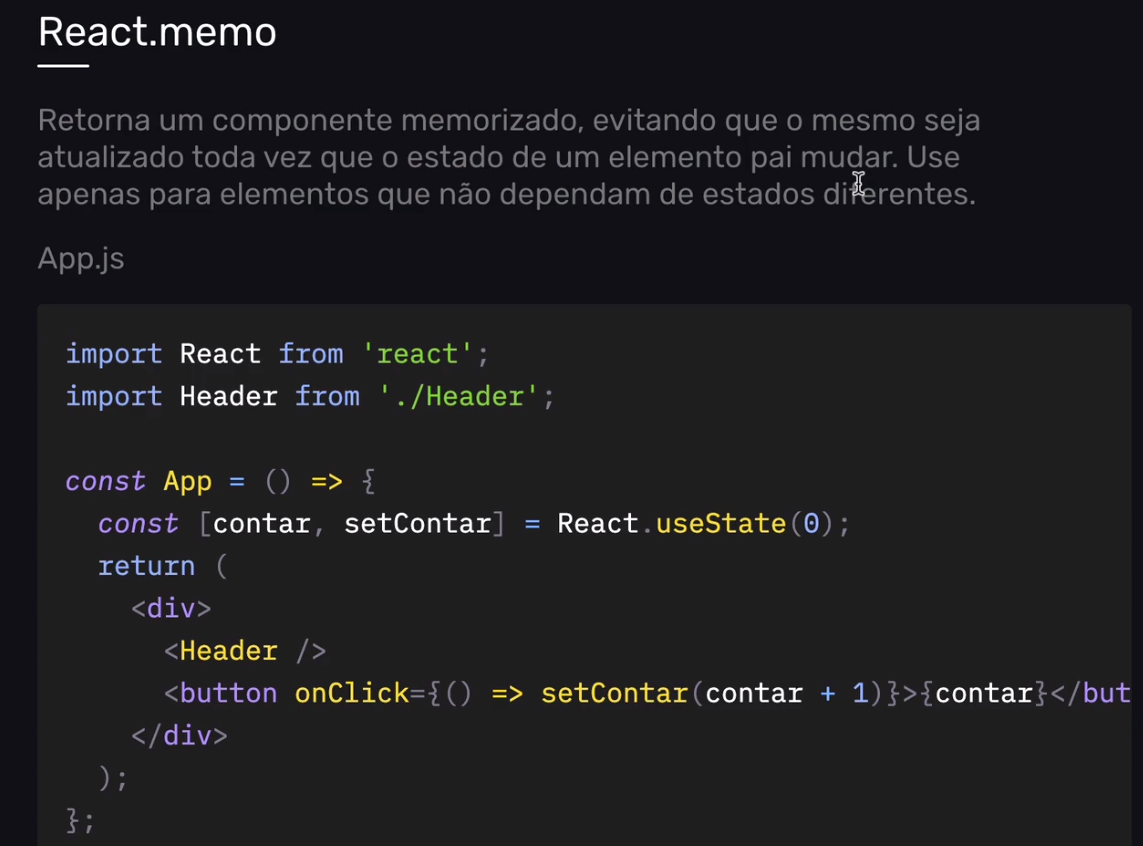 React.memo
Retorna um componente memorizado, evitando que o mesmo seja
atualizado toda vez que o estado de um elemento pai mudar. Use
apenas para elementos que não dependam de estados diferentes.
App.js
import React from 'react';
import Header from './Header';
const App = () => {
const [contar, setContar] = React.useState(0);
return (
<div>
<Header />
<button onClick={() => setContar(contar + 1)}>{contar}</but
</div>
);
};